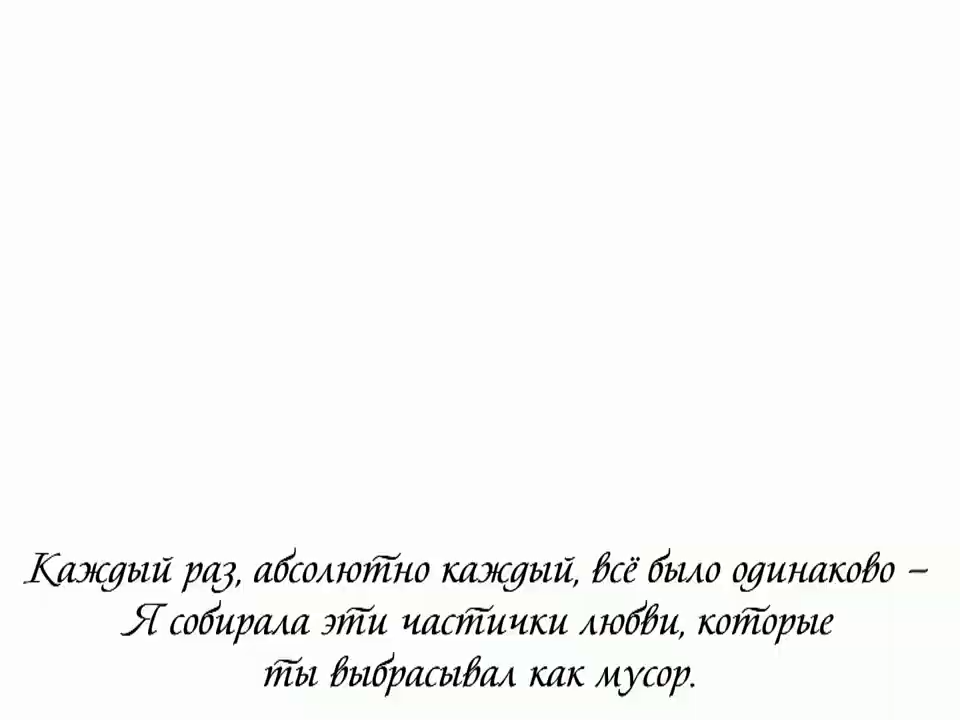 Каждый раз, абсолютно каждый, всё было одинаково –
Я собирала эти частички любви, которые
ты выбрасывал как мусор.